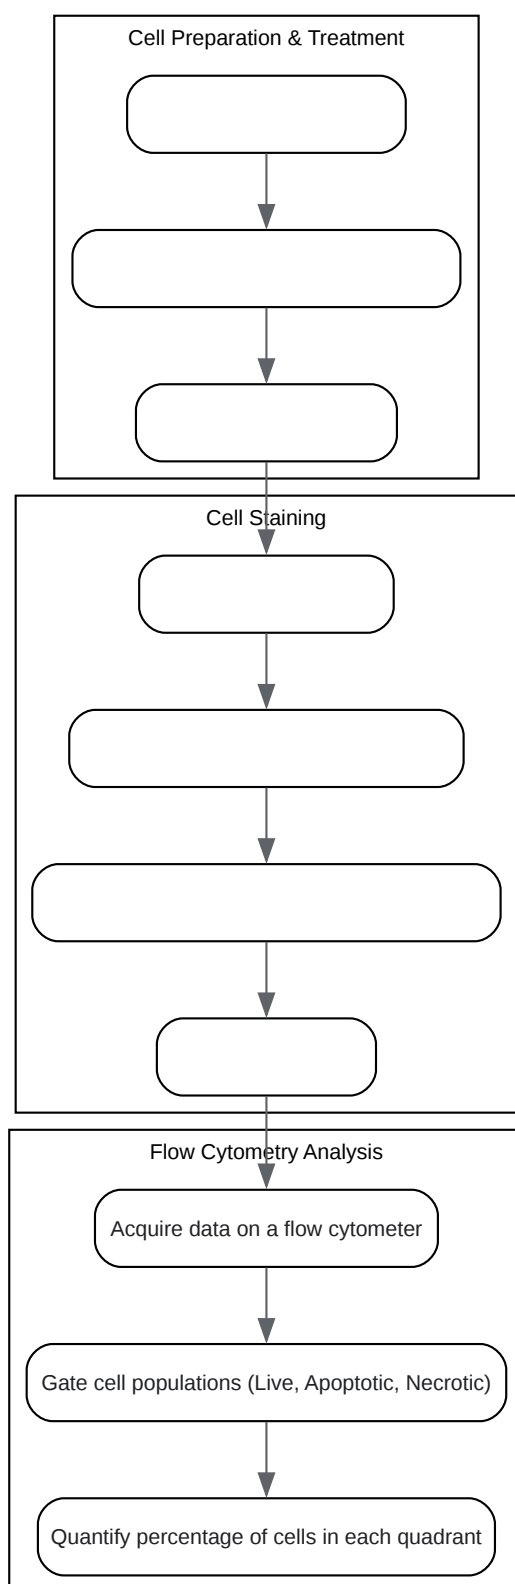 Cell Preparation & Treatment
Cell Staining
Flow Cytometry Analysis
Acquire data on a flow cytometer
Gate cell populations (Live, Apoptotic, Necrotic)
Quantify percentage of cells in each quadrant